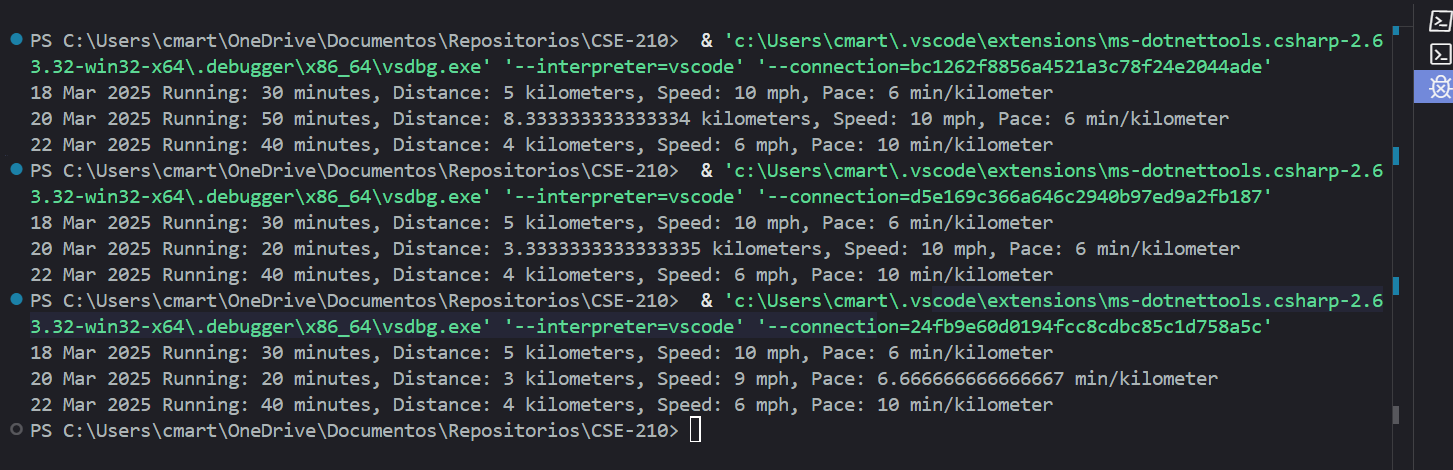 PS C:\Users\cmart\OneDrive\Documentos\Repositorios\CSE-210>  & 'c:\Users\cmart\.vscode\extensions\ms-dotnettools.csharp-2.6
3.32-win32-x64\.debugger\x86_64\vsdbg.exe' '--interpreter=vscode' '--connection=bc1262f8856a4521a3c78f24e2044ade'
18 Mar 2025 Running: 30 minutes, Distance: 5 kilometers, Speed: 10 mph, Pace: 6 min/kilometer
20 Mar 2025 Running: 50 minutes, Distance: 8.333333333333334 kilometers, Speed: 10 mph, Pace: 6 min/kilometer
22 Mar 2025 Running: 40 minutes, Distance: 4 kilometers, Speed: 6 mph, Pace: 10 min/kilometer
PS C:\Users\cmart\OneDrive\Documentos\Repositorios\CSE-210>  & 'c:\Users\cmart\.vscode\extensions\ms-dotnettools.csharp-2.6
3.32-win32-x64\.debugger\x86_64\vsdbg.exe' '--interpreter=vscode' '--connection=d5e169c366a646c2940b97ed9a2fb187'
18 Mar 2025 Running: 30 minutes, Distance: 5 kilometers, Speed: 10 mph, Pace: 6 min/kilometer
20 Mar 2025 Running: 20 minutes, Distance: 3.3333333333333335 kilometers, Speed: 10 mph, Pace: 6 min/kilometer
22 Mar 2025 Running: 40 minutes, Distance: 4 kilometers, Speed: 6 mph, Pace: 10 min/kilometer
PS C:\Users\cmart\OneDrive\Documentos\Repositorios\CSE-210>  & 'c:\Users\cmart\.vscode\extensions\ms-dotnettools.csharp-2.6
3.32-win32-x64\.debugger\x86_64\vsdbg.exe' '--interpreter=vscode' '--connection=24fb9e60d0194fcc8cdbc85c1d758a5c'
18 Mar 2025 Running: 30 minutes, Distance: 5 kilometers, Speed: 10 mph, Pace: 6 min/kilometer
20 Mar 2025 Running: 20 minutes, Distance: 3 kilometers, Speed: 9 mph, Pace: 6.666666666666667 min/kilometer
22 Mar 2025 Running: 40 minutes, Distance: 4 kilometers, Speed: 6 mph, Pace: 10 min/kilometer
PS C:\Users\cmart\OneDrive\Documentos\Repositorios\CSE-210>